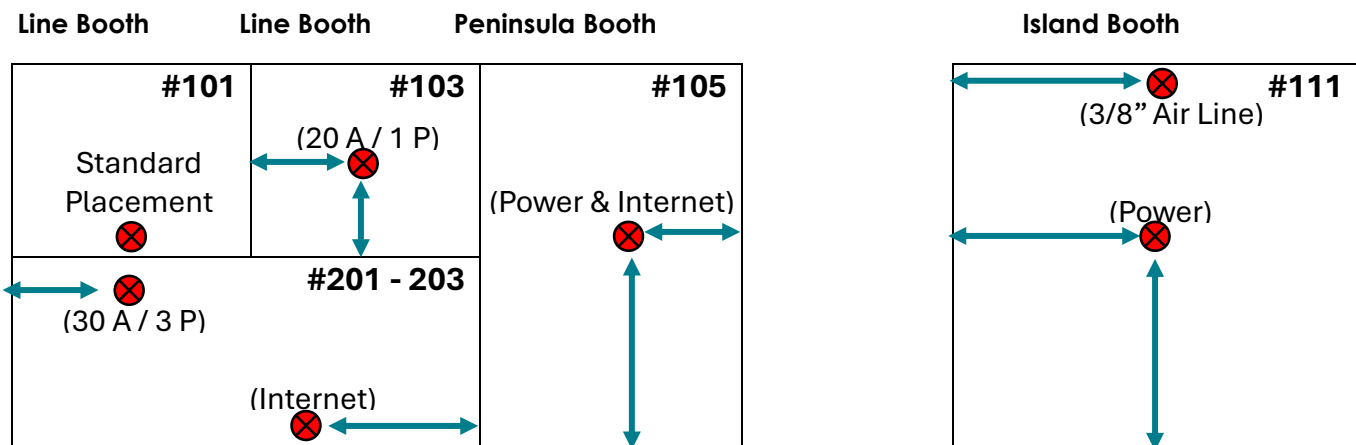 Line Booth
Line Booth
Peninsula Booth
Island Booth
#101
#103
#105
#111
(3/8” Air Line)
(20 A / 1 P)
Standard
Placement
(Power & Internet)
(Power)
#201 - 203
(30 A / 3 P)
(Internet)